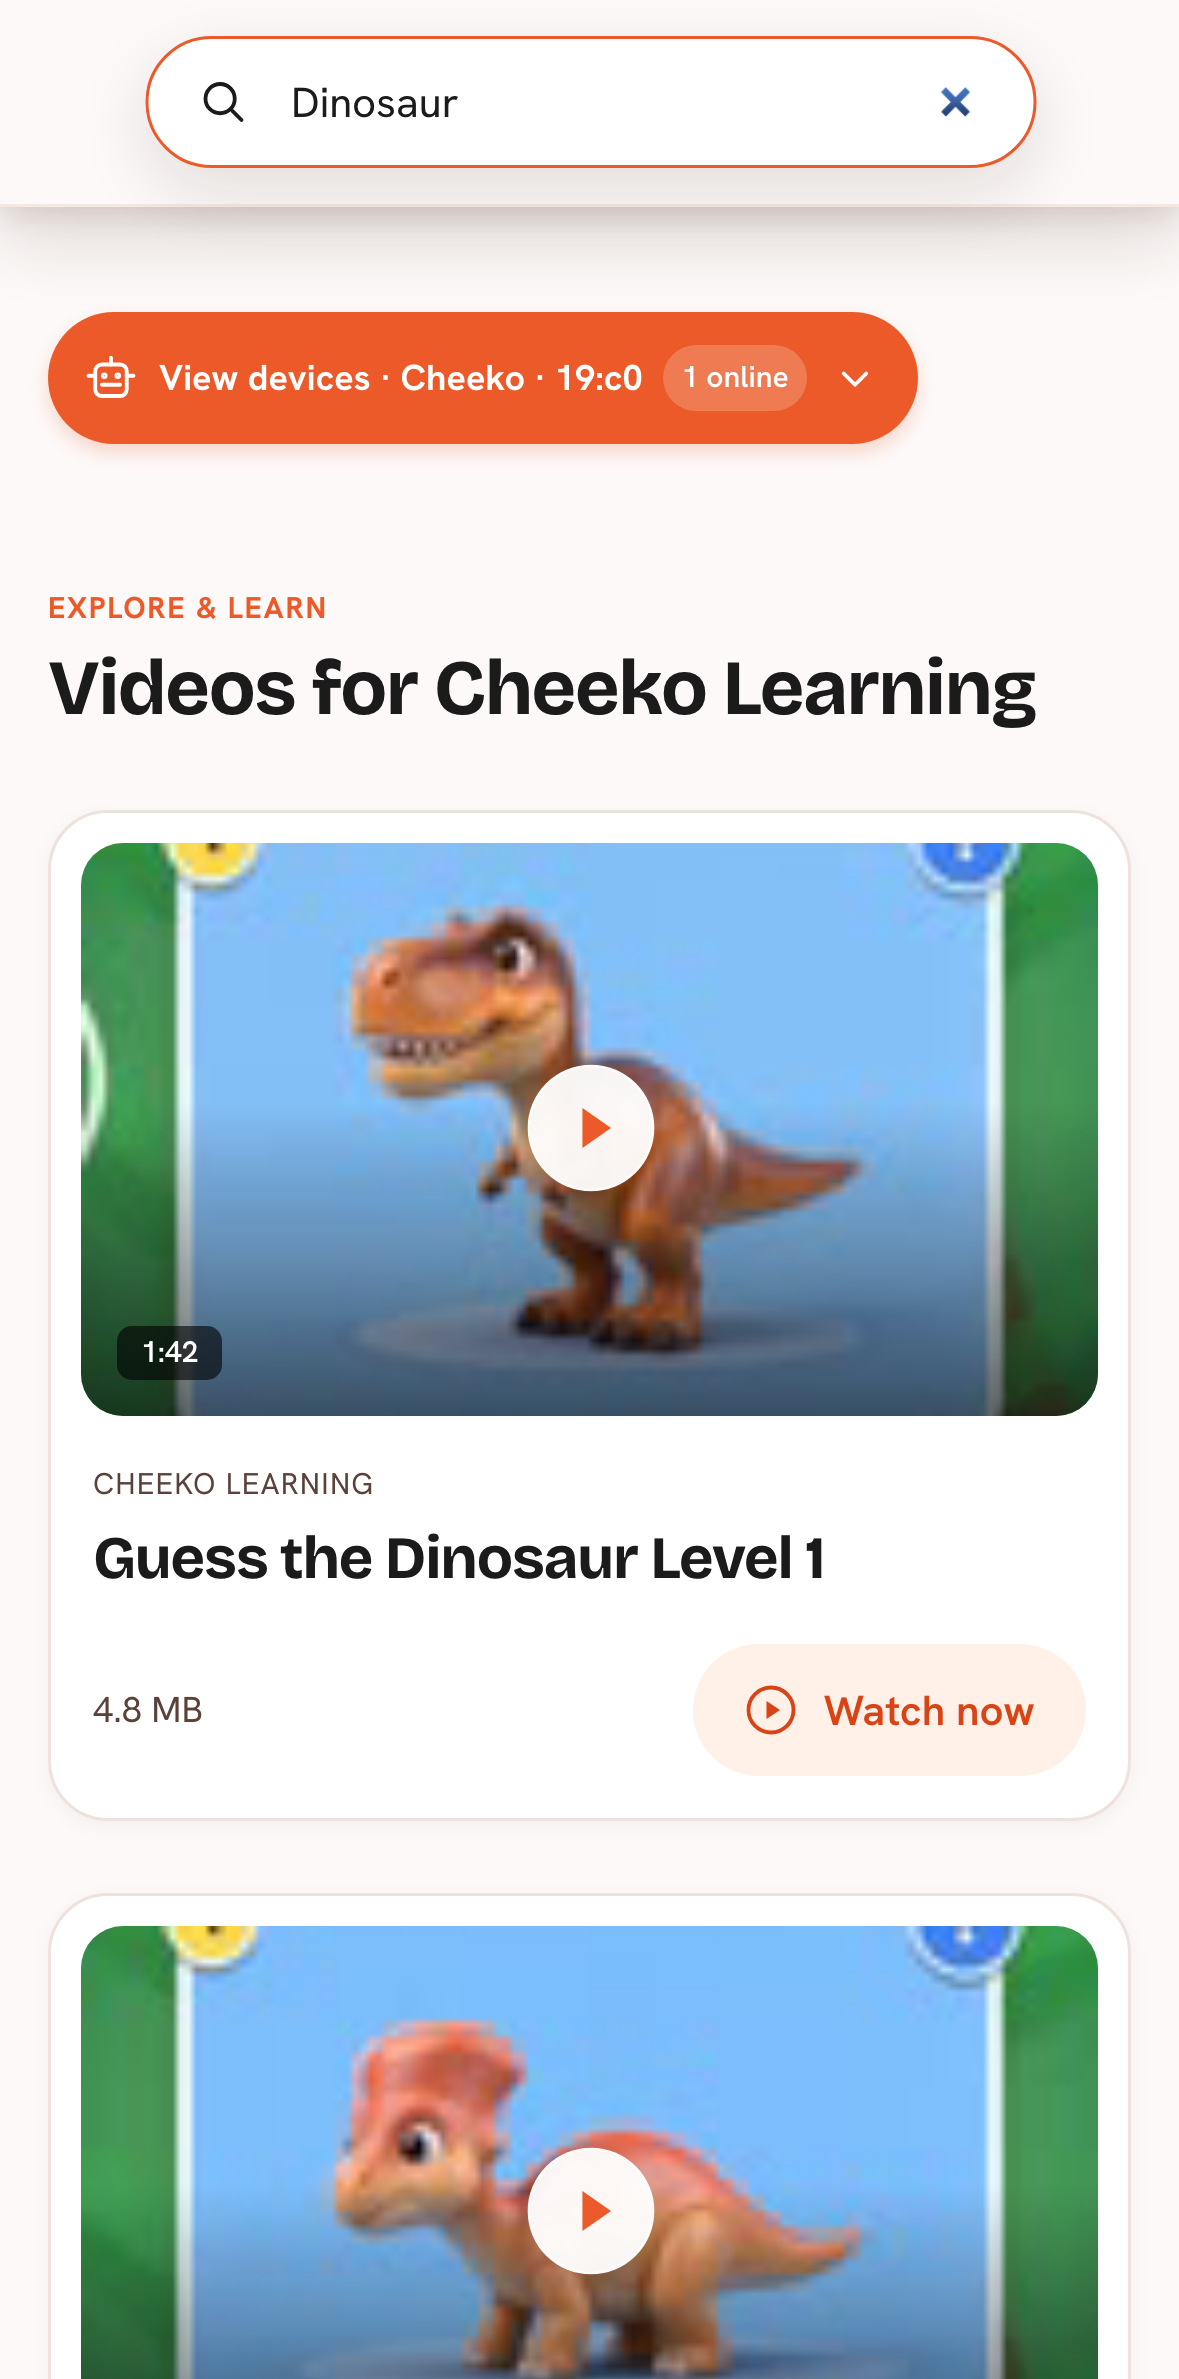 Dinosaur
View devices · Cheeko · 19:c0 1 online
EXPLORE & LEARN
Videos for Cheeko Learning
1:42
CHEEKO LEARNING
Guess the Dinosaur Level 1
4.8 MB Watch now